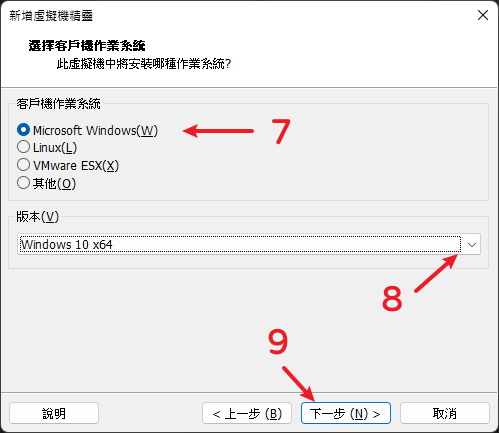 新增虛擬機精靈
選擇客戶機作業系統
此虛擬機中將安裝哪種作業系統?
客戶機作業系統
Microsoft Windows(W)
7
Linux(L)
VMware ESX(X)
其他(O)
版本(V)
Windows 10 x64
8
9
說明
< 上一步 (B)
下一步 (N) >
取消